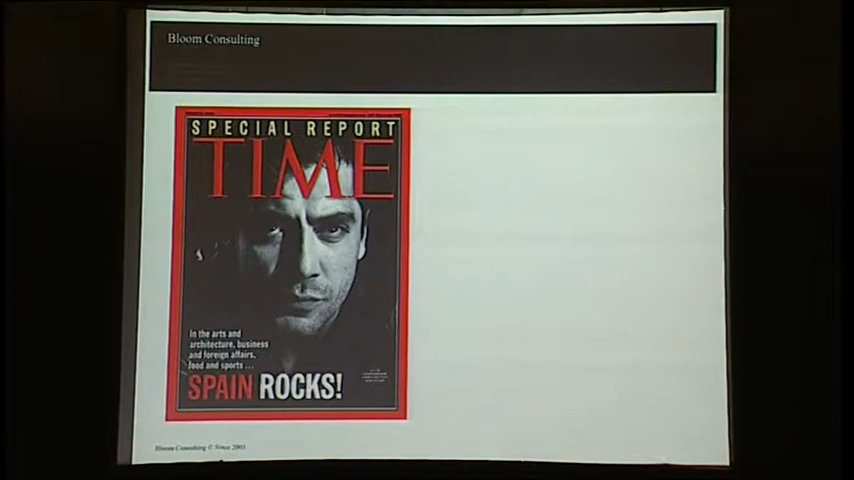 Bloom Consulting
SPECIAL REPORT
TIME
In the arts and
architecture, business
and foreign affairs,
food and sports ...
SPAIN ROCKS!
Bloom Consulting © Since 2003